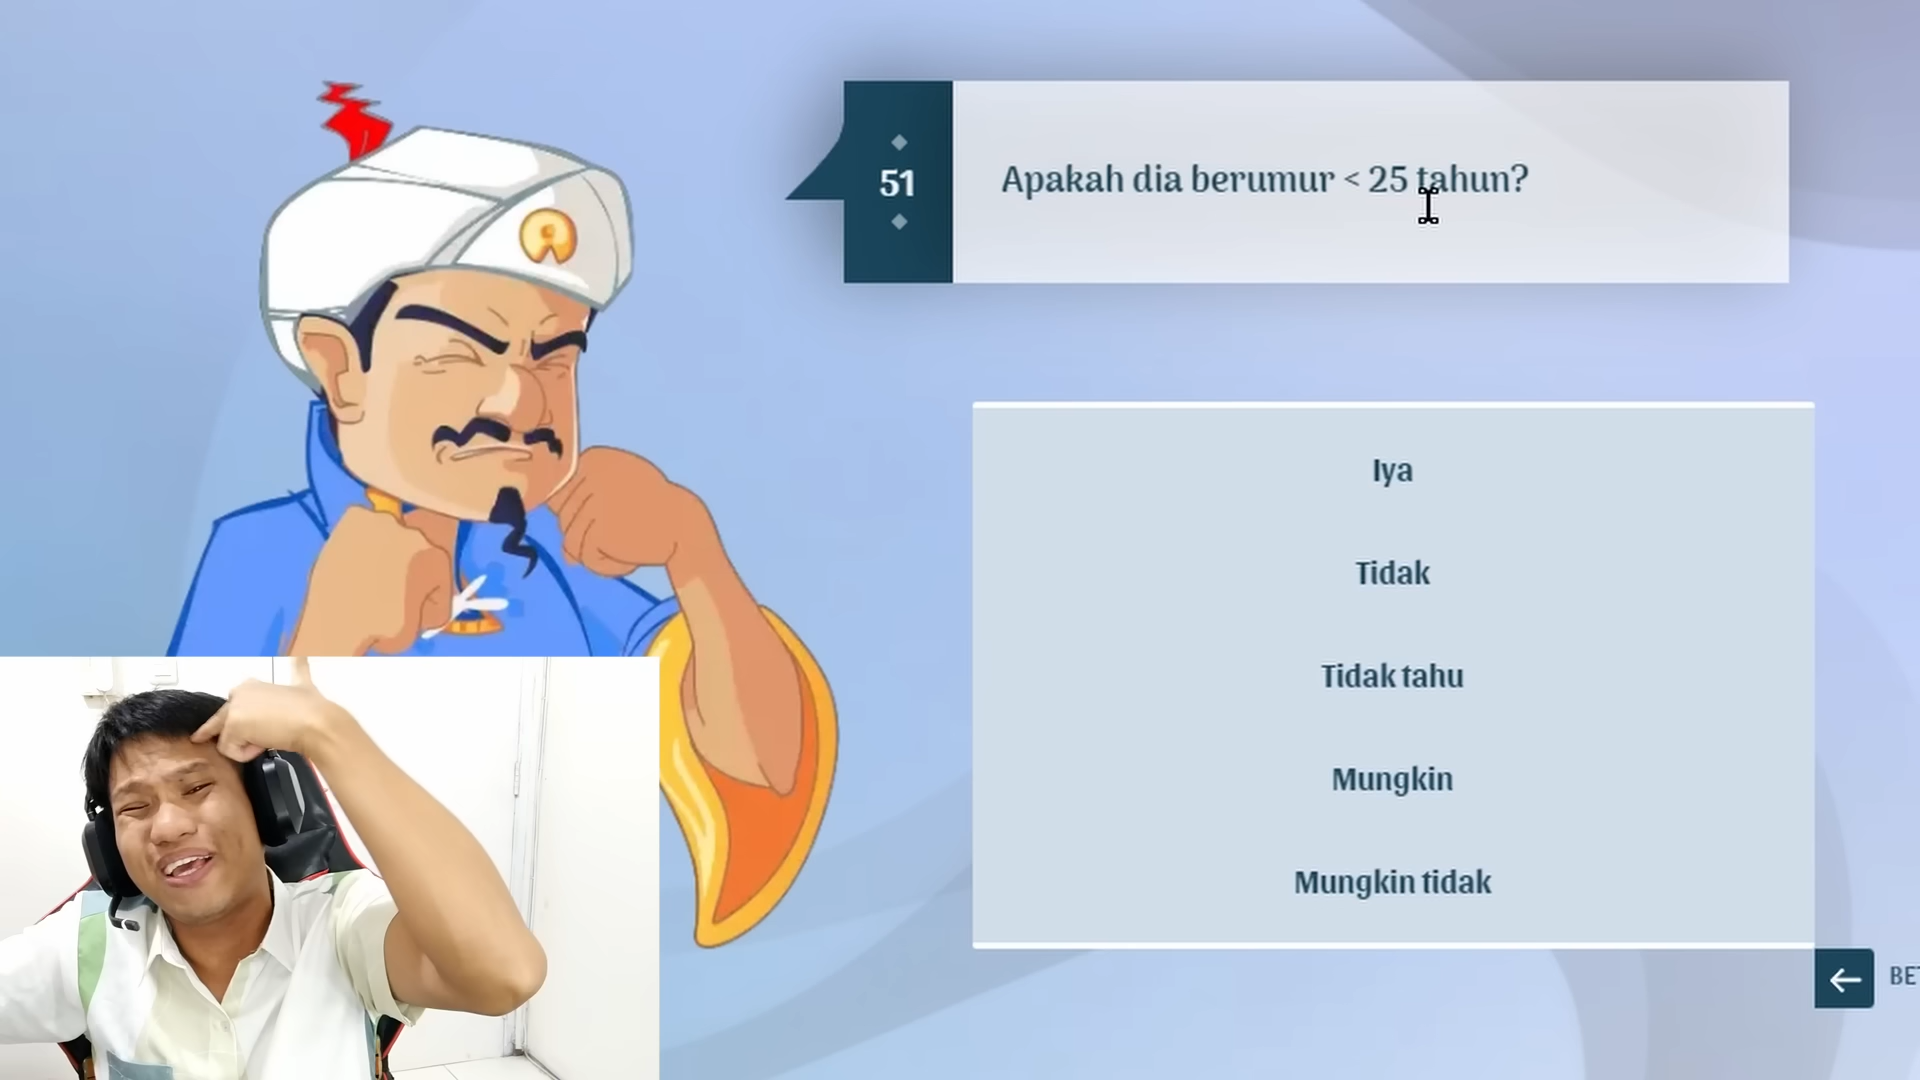 51
Apakah dia berumur < 25 tahun?
Iya
Tidak
Tidak tahu
Mungkin
Mungkin tidak